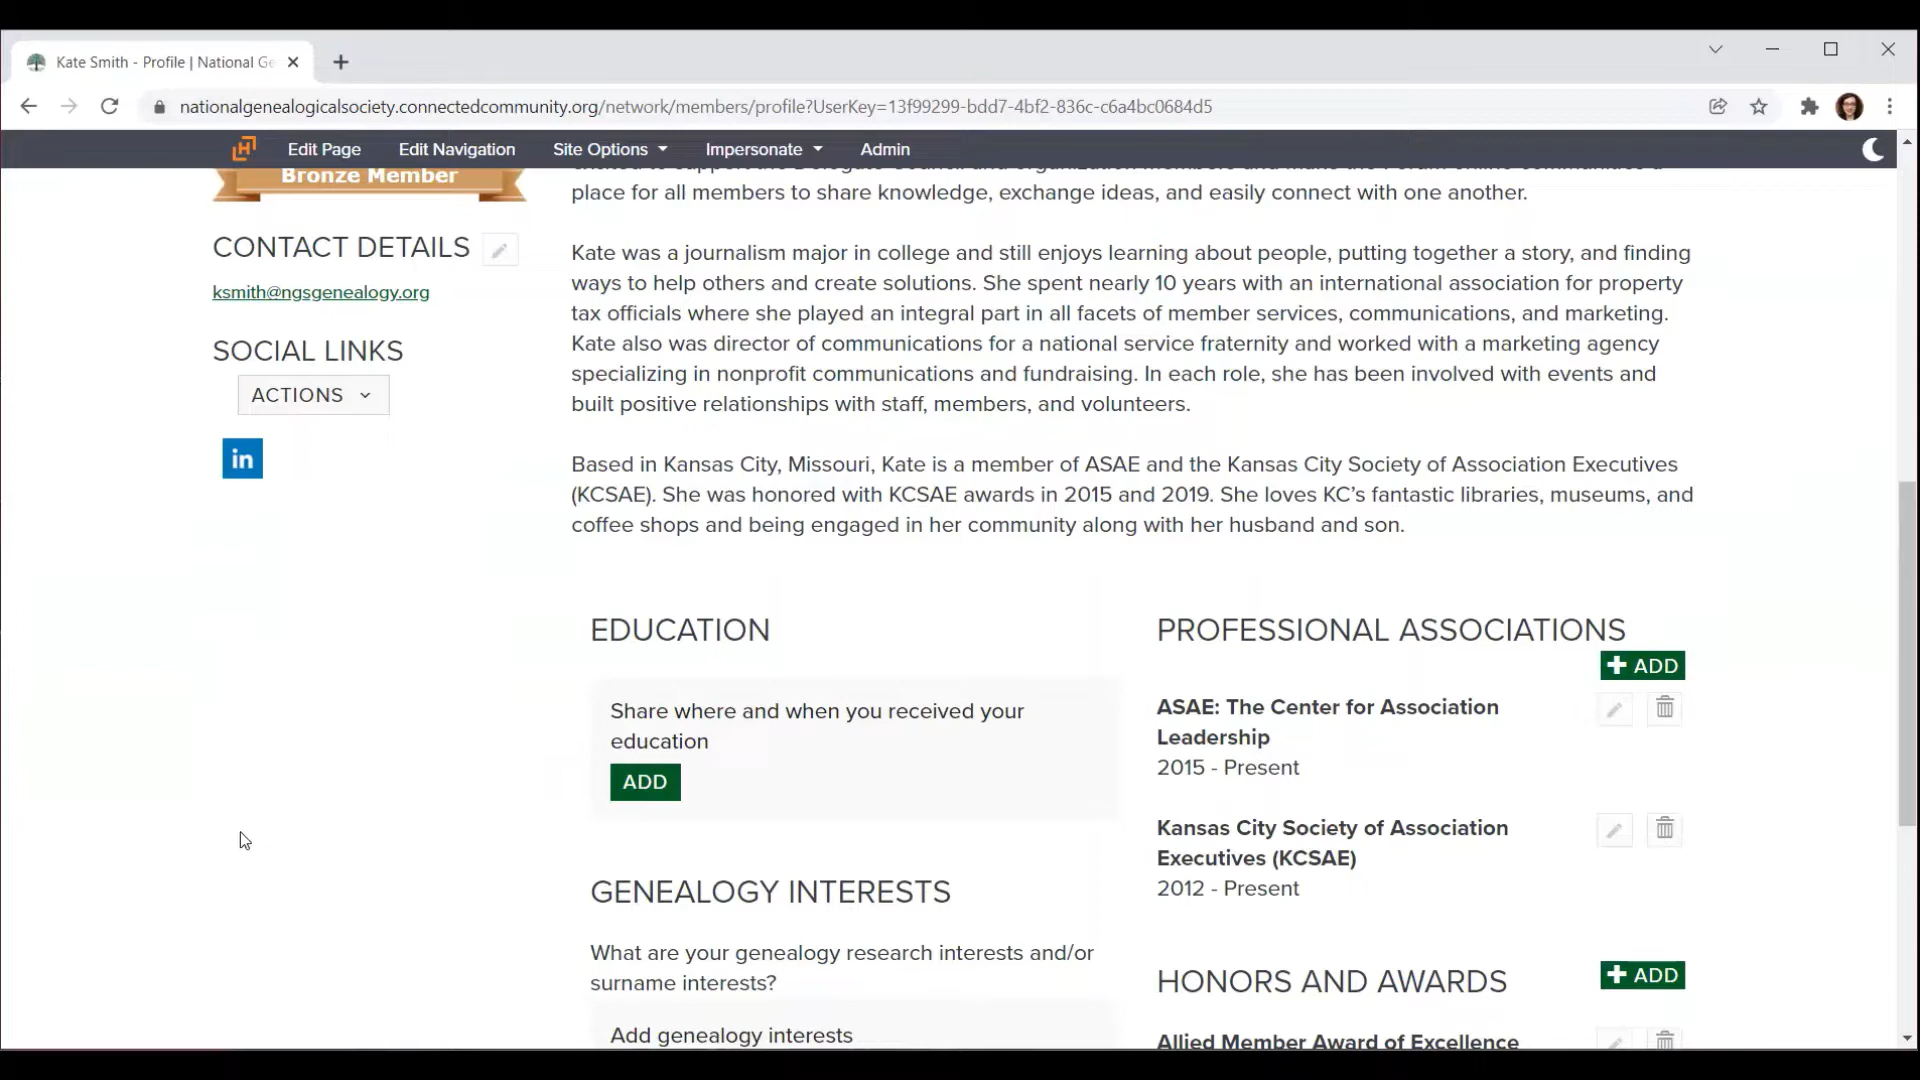 Kate Smith - Profile | National Ge
nationalgenealogicalsociety.connectedcommunity.org/network/members/profile?UserKey=13f99299-bdd7-4bf2-836c-c6a4bc0684d5
Edit Page
Edit Navigation
Site Options
Impersonate
Admin
Bronze Member
CONTACT DETAILS
ksmith@ngsgenealogy.org
SOCIAL LINKS
ACTIONS
in
place for all members to share knowledge, exchange ideas, and easily connect with one another.
Kate was a journalism major in college and still enjoys learning about people, putting together a story, and finding
ways to help others and create solutions. She spent nearly 10 years with an international association for property
tax officials where she played an integral part in all facets of member services, communications, and marketing.
Kate also was director of communications for a national service fraternity and worked with a marketing agency
specializing in nonprofit communications and fundraising. In each role, she has been involved with events and
built positive relationships with staff, members, and volunteers.
Based in Kansas City, Missouri, Kate is a member of ASAE and the Kansas City Society of Association Executives
(KCSAE). She was honored with KCSAE awards in 2015 and 2019. She loves KC’s fantastic libraries, museums, and
coffee shops and being engaged in her community along with her husband and son.
EDUCATION
Share where and when you received your
education
ADD
GENEALOGY INTERESTS
What are your genealogy research interests and/or
surname interests?
Add genealogy interests
PROFESSIONAL ASSOCIATIONS
ADD
ASAE: The Center for Association
Leadership
2015 - Present
Kansas City Society of Association
Executives (KCSAE)
2012 - Present
HONORS AND AWARDS
ADD
Allied Member Award of Excellence